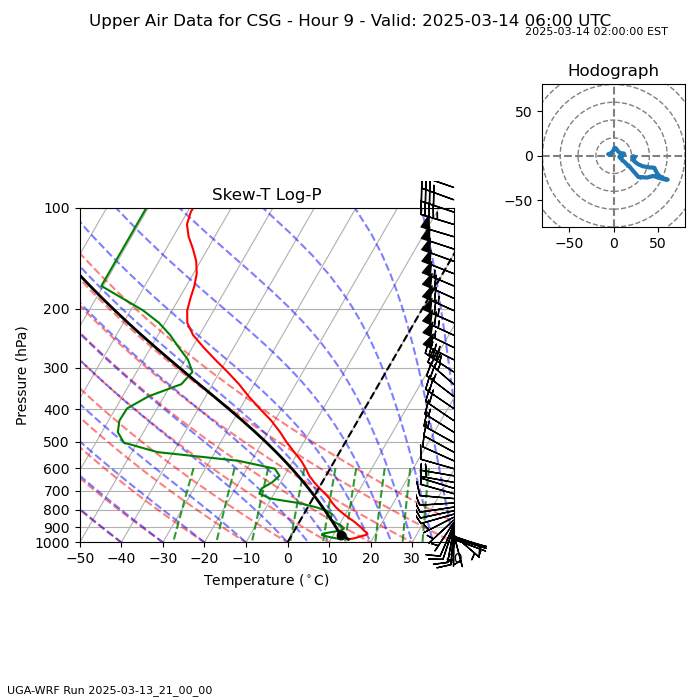 Upper Air Data for CSG - Hour 9 - Valid: 2025-03-14 06:00 UTC
2025-03-14 02:00:00 EST
Hodograph
50
0
−50
−50 0 50
Skew-T Log-P
100
200
300
400
500
600
700
800
900
1000
Pressure (hPa)
−50 −40 −30 −20 −10 0 10 20 30 40
Temperature (°C)
UGA-WRF Run 2025-03-13_21_00_00